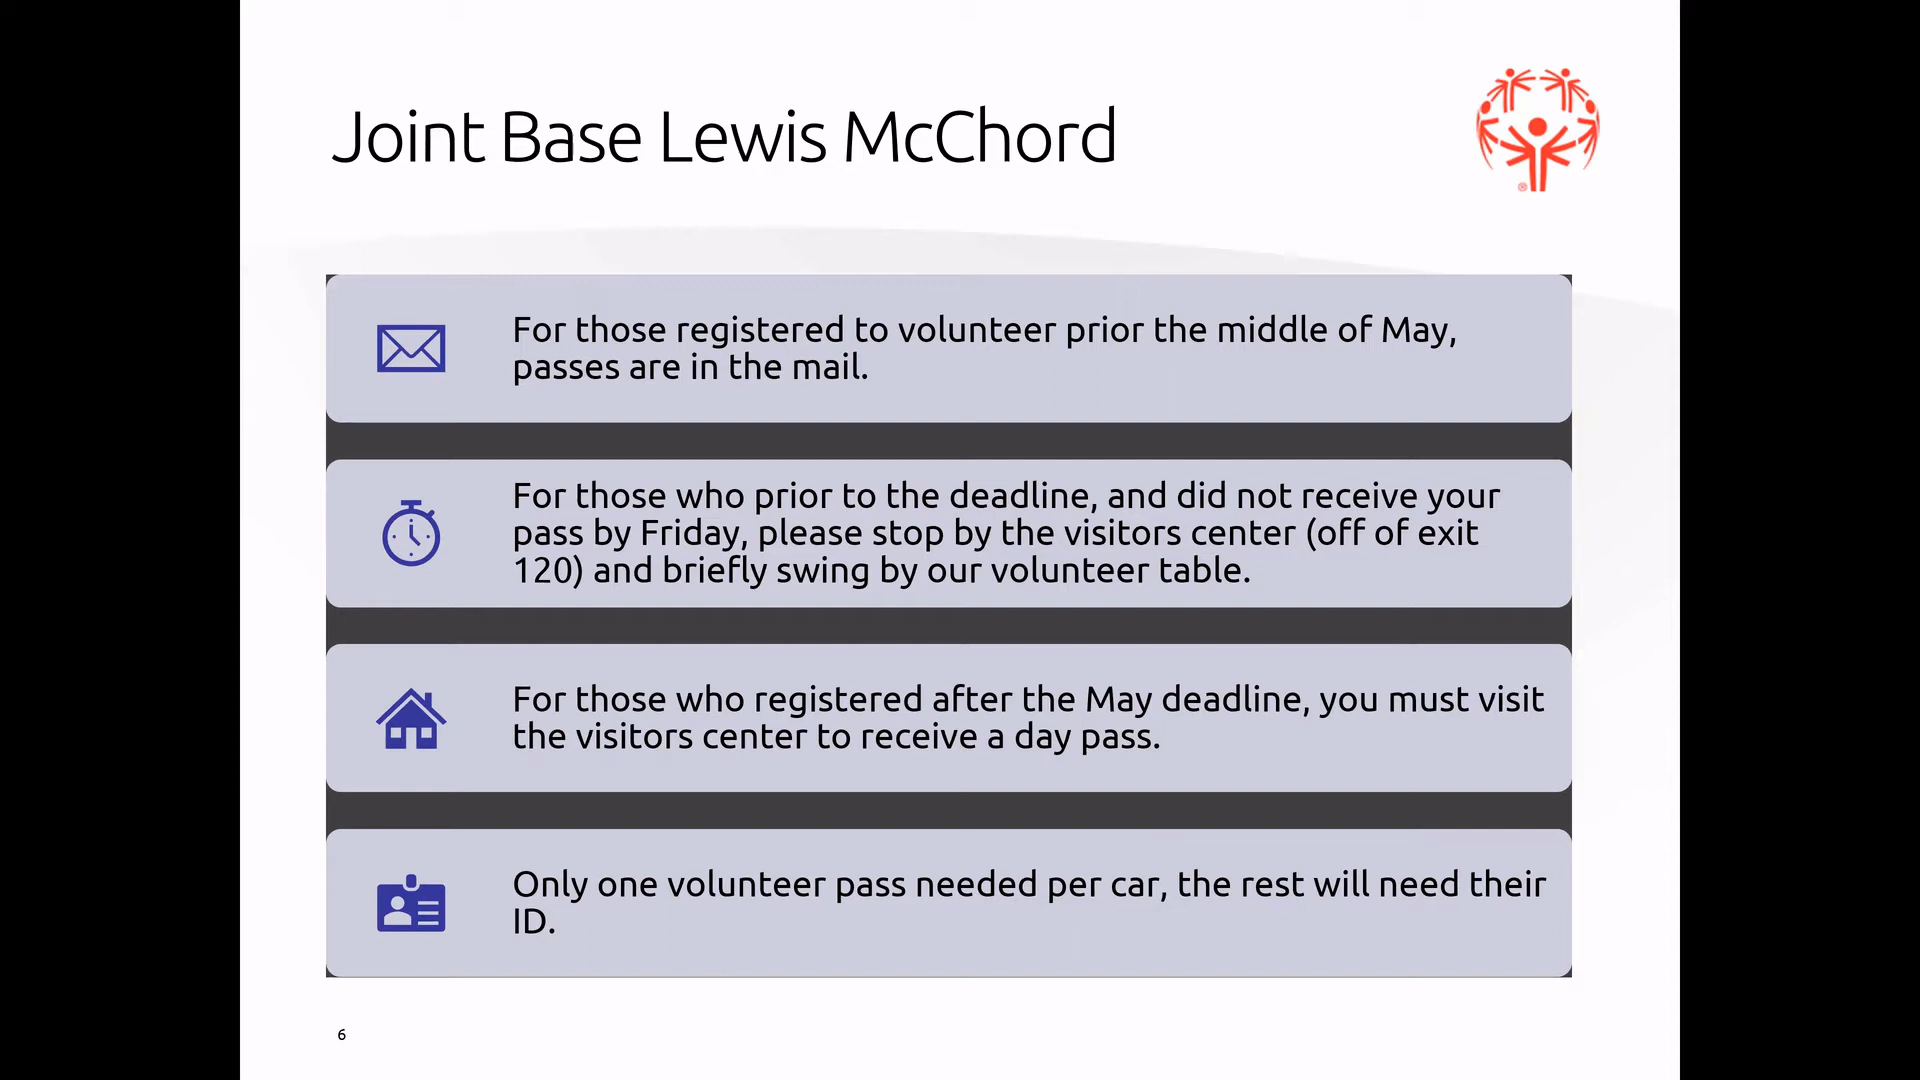 Joint Base Lewis McChord
®
For those registered to volunteer prior the middle of May,
passes are in the mail.
For those who prior to the deadline, and did not receive your
pass by Friday, please stop by the visitors center (off of exit
120) and briefly swing by our volunteer table.
For those who registered after the May deadline, you must visit
the visitors center to receive a day pass.
Only one volunteer pass needed per car, the rest will need their
ID.
6